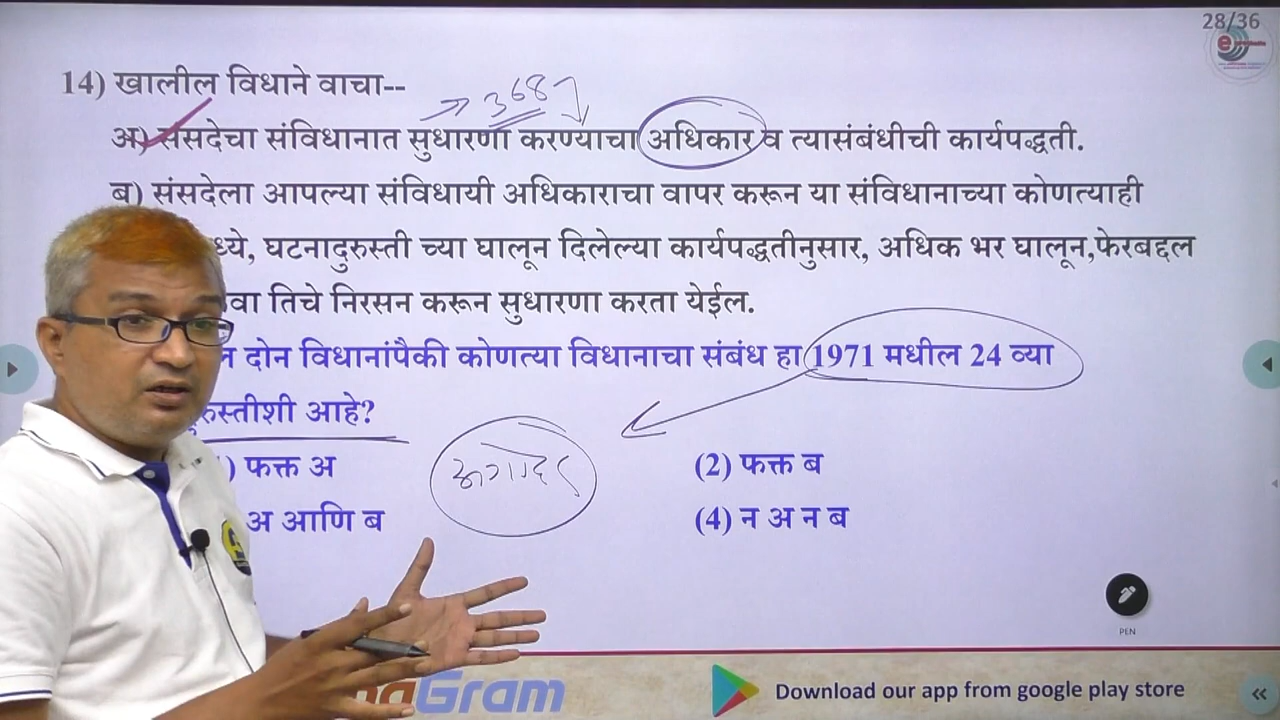 28/36
14) खालील विधाने वाचा--
368
अ) संसदेचा संविधानात सुधारणा करण्याचा अधिकार व त्यासंबंधीची कार्यपद्धती.
ब) संसदेला आपल्या संविधायी अधिकाराचा वापर करून या संविधानाच्या कोणत्याही
ध्ये, घटनादुरुस्ती च्या घालून दिलेल्या कार्यपद्धतीनुसार, अधिक भर घालून,फेरबद्दल
वा तिचे निरसन करून सुधारणा करता येईल.
दोन विधानांपैकी कोणत्या विधानाचा संबंध हा 1971 मधील 24 व्या
रुस्तीशी आहे?
) फक्त अ (2) फक्त ब
अ आणि ब (4) न अ न ब
PEN
Gram
Download our app from google play store